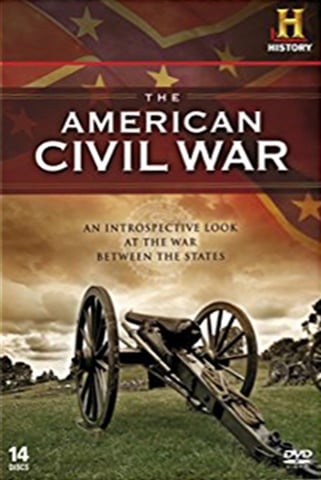 H
HISTORY
THE
AMERICAN
CIVIL WAR
AN INTROSPECTIVE LOOK
AT THE WAR
BETWEEN THE STATES
14
DISCS
DVD
VIDEO